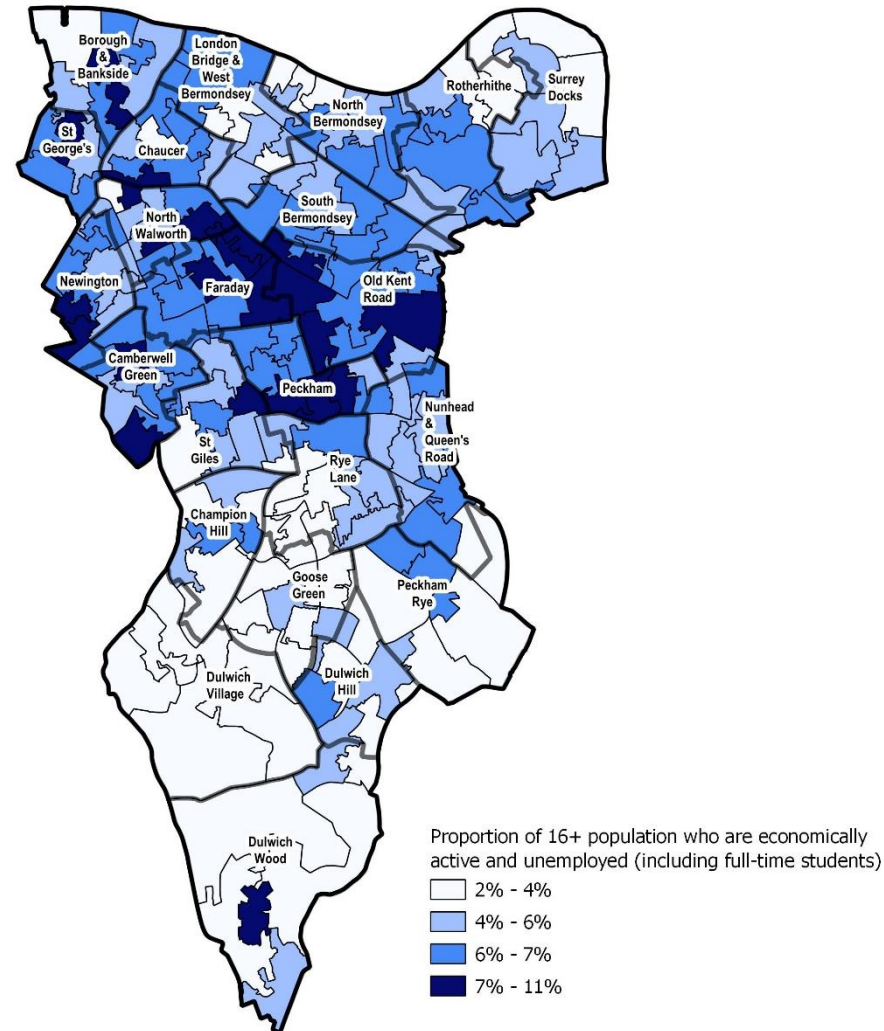 Borough
&
Bankside
London
Bridge &
West
Bermondsey
Rotherhithe
Surrey
Docks
North
Bermondsey
St
George's
Chaucer
South
Bermondsey
North
Walworth
Newington
Faraday
Old Kent
Road
Camberwell
Green
Peckham
Nunhead
&
Queen's
Road
St
Giles
Rye
Lane
Champion
Hill
Goose
Green
Peckham
Rye
Dulwich
Village
Dulwich
Hill
Dulwich
Wood
Proportion of 16+ population who are economically
active and unemployed (including full-time students)
2% - 4%
4% - 6%
6% - 7%
7% - 11%